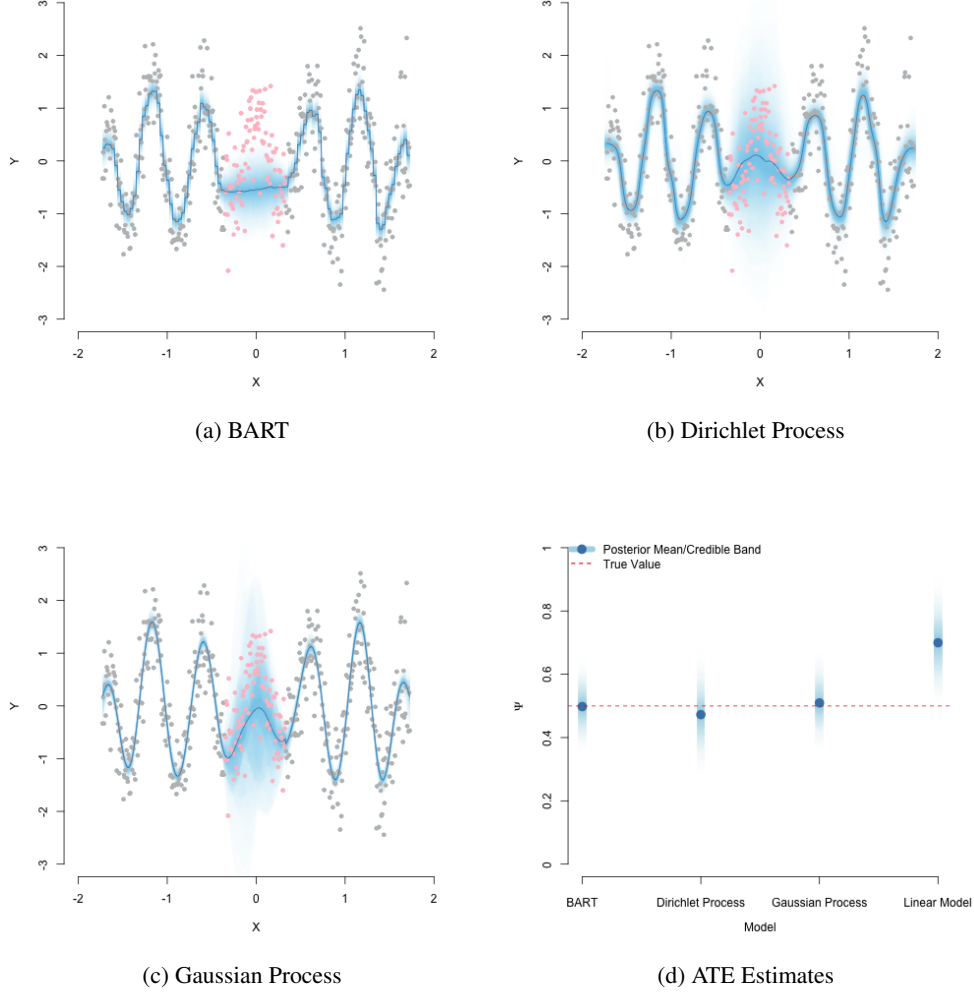 3
2
1
0
-1
-2
-3
Y
-2 -1 0 1 2
X
(a) BART
3
2
1
0
-1
-2
-3
Y
-2 -1 0 1 2
X
(b) Dirichlet Process
3
2
1
0
-1
-2
-3
Y
-2 -1 0 1 2
X
(c) Gaussian Process
1
0.8
0.6
0.4
0.2
0
Ψ
Posterior Mean/Credible Band
True Value
BART Dirichlet Process Gaussian Process Linear Model
Model
(d) ATE Estimates